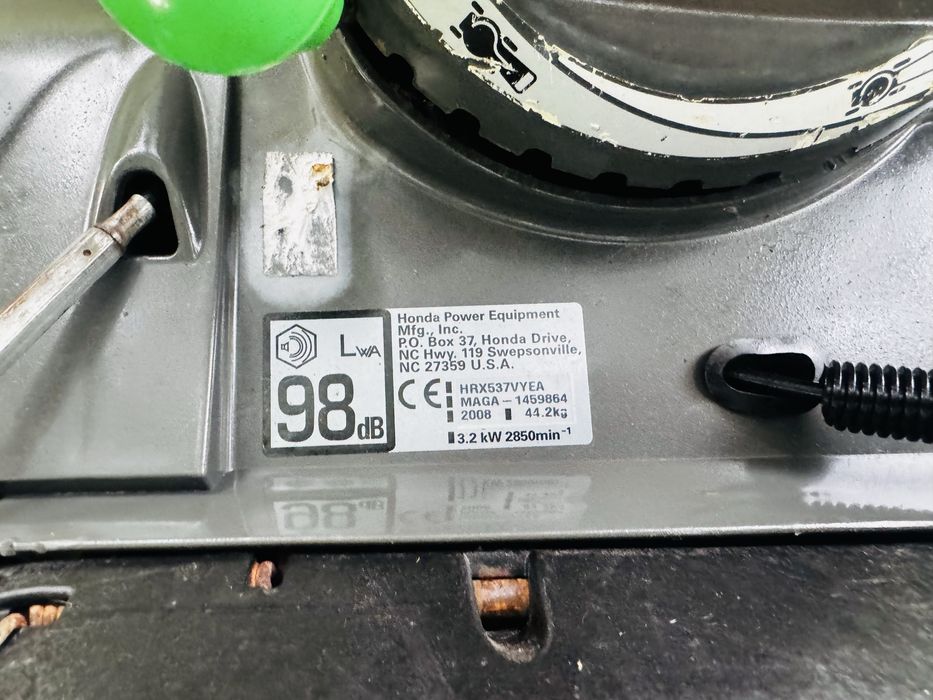 LWA
98dB
Honda Power Equipment
Mfg., Inc.
P.O. Box 37, Honda Drive,
NC Hwy. 119 Swepsonville,
NC 27359 U.S.A.
CE
HRX537VYEA
MAGA-1459864
2008 44.2kg
3.2 kW 2850min⁻¹